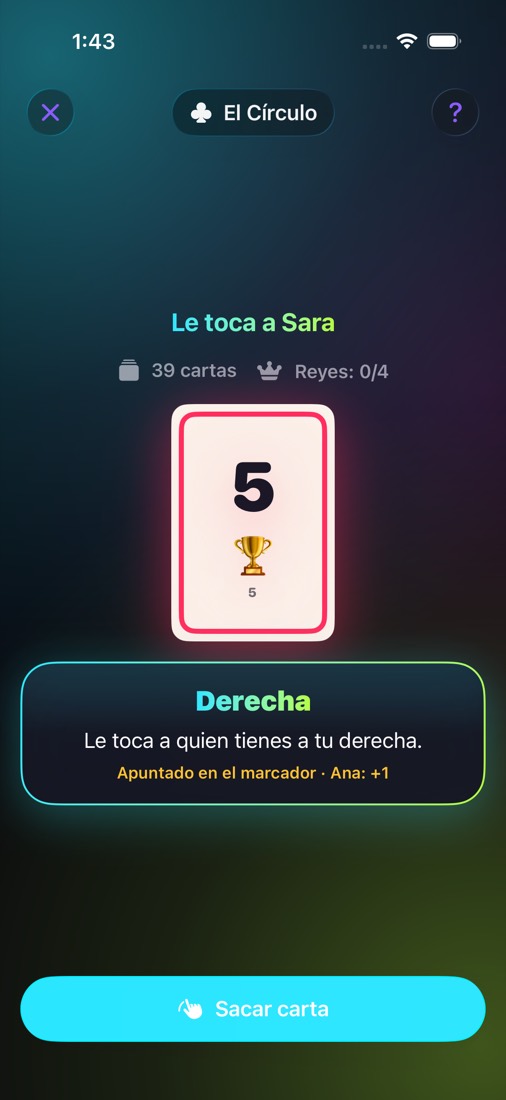 1:43
El Círculo
?
Le toca a Sara
39 cartas Reyes: 0/4
5
5
Derecha
Le toca a quien tienes a tu derecha.
Apuntado en el marcador · Ana: +1
Sacar carta